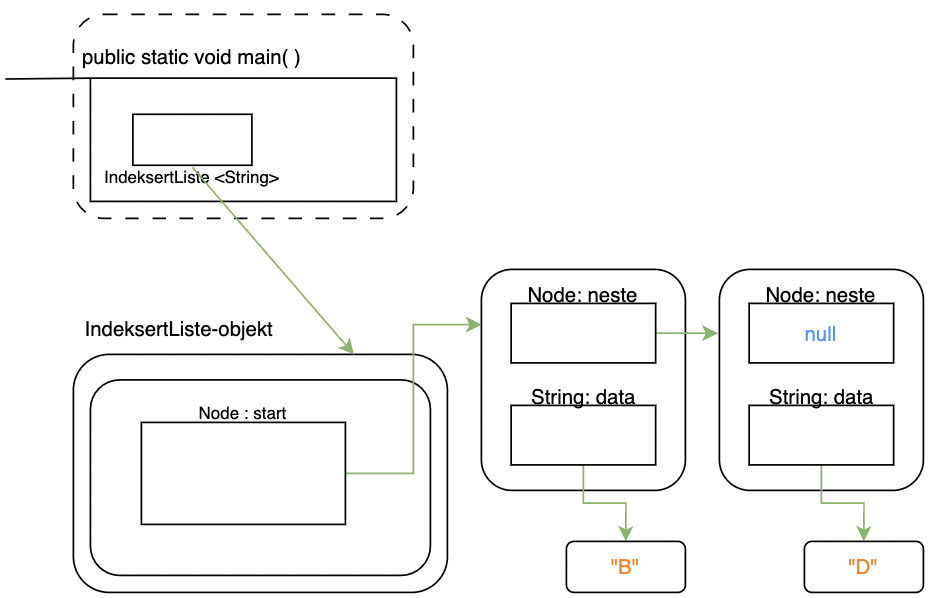 public static void main( )
IndeksertListe <String>
IndeksertListe-objekt
Node : start
Node: neste
String: data
"B"
Node: neste
null
String: data
"D"